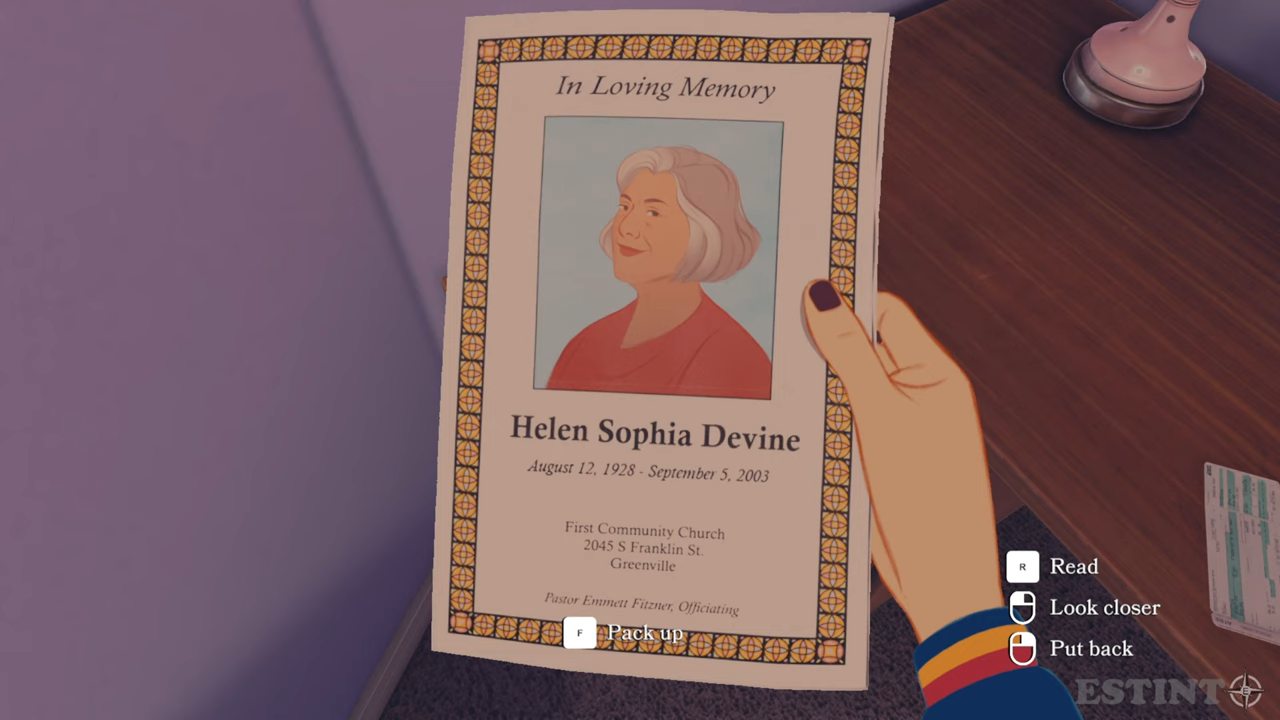 In Loving Memory
Helen Sophia Devine
August 12, 1928 - September 5, 2003
First Community Church
2045 S Franklin St.
Greenville
Pastor Emmett Fitzner, Officiating
F Pack up
R Read
Look closer
Put back
ESTINT